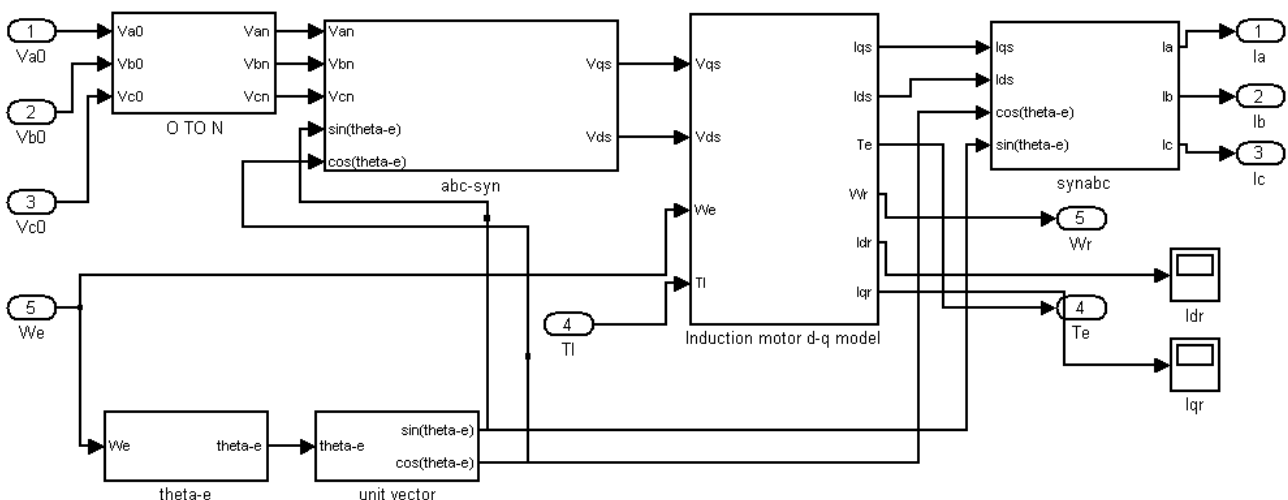 1
Va0
2
Vb0
3
Vc0
5
We
Va0
Vb0
Vc0
Van
Vbn
Vcn
O TO N
Van
Vbn
Vcn
sin(theta-e)
cos(theta-e)
Vqs
Vds
abc-syn
We
theta-e
theta-e
theta-e
sin(theta-e)
cos(theta-e)
unit vector
4
Tl
Vqs
Vds
We
Tl
Iqs
Ids
Te
Wr
Idr
Iqr
Induction motor d-q model
Iqs
Ids
cos(theta-e)
sin(theta-e)
Ia
Ib
Ic
synabc
1
Ia
2
Ib
3
Ic
5
Wr
4
Te
Idr
Iqr